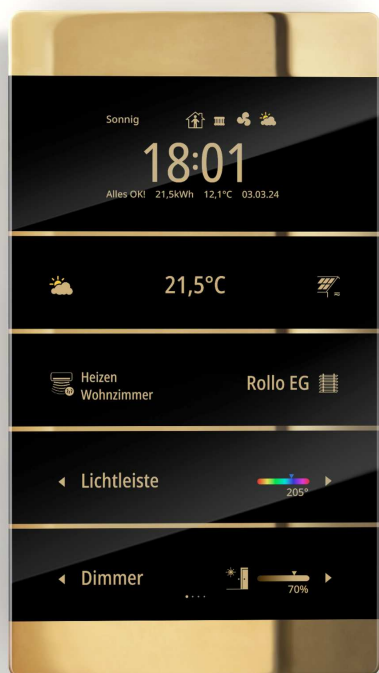 Sonnig
18:01
Alles OK! 21,5kWh 12,1°C 03.03.24
21,5°C
Heizen
Wohnzimmer
Rollo EG
Lichtleiste
205°
Dimmer
70%